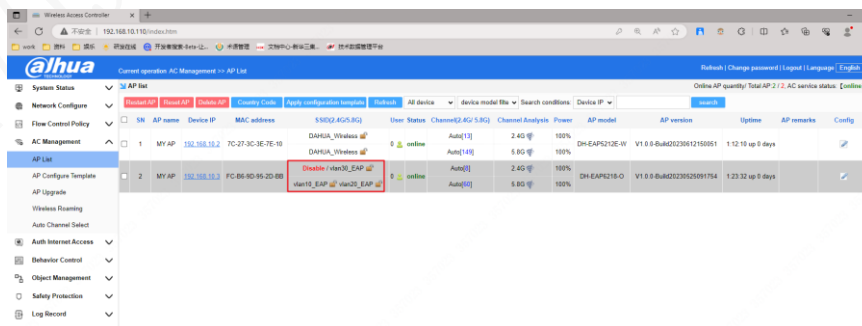 Wireless Access Controller
不安全 | 192.168.10.110/index.htm
work 资料 娱乐
alhua
TECHNOLOGY
Current operation AC Management >> AP List
Refresh | Change password | Logout | Language English
System Status
Network Configure
Flow Control Policy
AC Management
AP List
AP Configure Template
AP Upgrade
Wireless Roaming
Auto Channel Select
Auth Internet Access
Behavior Control
Object Management
Safety Protection
Log Record
AP list
Online AP quantity/ Total AP:2 / 2, AC service status: 【online
Restart AP Reset AP Delete AP Country Code Apply configuration template Refresh All device device model filte Search conditions: Device IP search
SN AP name Device IP MAC address SSID(2.4G/5.8G) User Status Channel(2.4G/ 5.8G) Channel Analysis Power AP model AP version Uptime AP remarks Config
1 MY AP 192.168.10.2 7C-27-3C-3E-7E-10 DAHUA_Wireless 0 online Auto[13] 2.4G 100% DH-EAP5212E-W V1.0.0-Build20230612150051 1:12:10 up 0 days
DAHUA_Wireless Auto[149] 5.8G 100%
2 MY AP 192.168.10.3 FC-B6-9D-95-2D-BB Disable / vlan30_EAP 0 online Auto[8] 2.4G 100% DH-EAP6218-O V1.0.0-Build20230525091754 1:23:32 up 0 days
vlan10_EAP vlan20_EAP Auto[60] 5.8G 100%